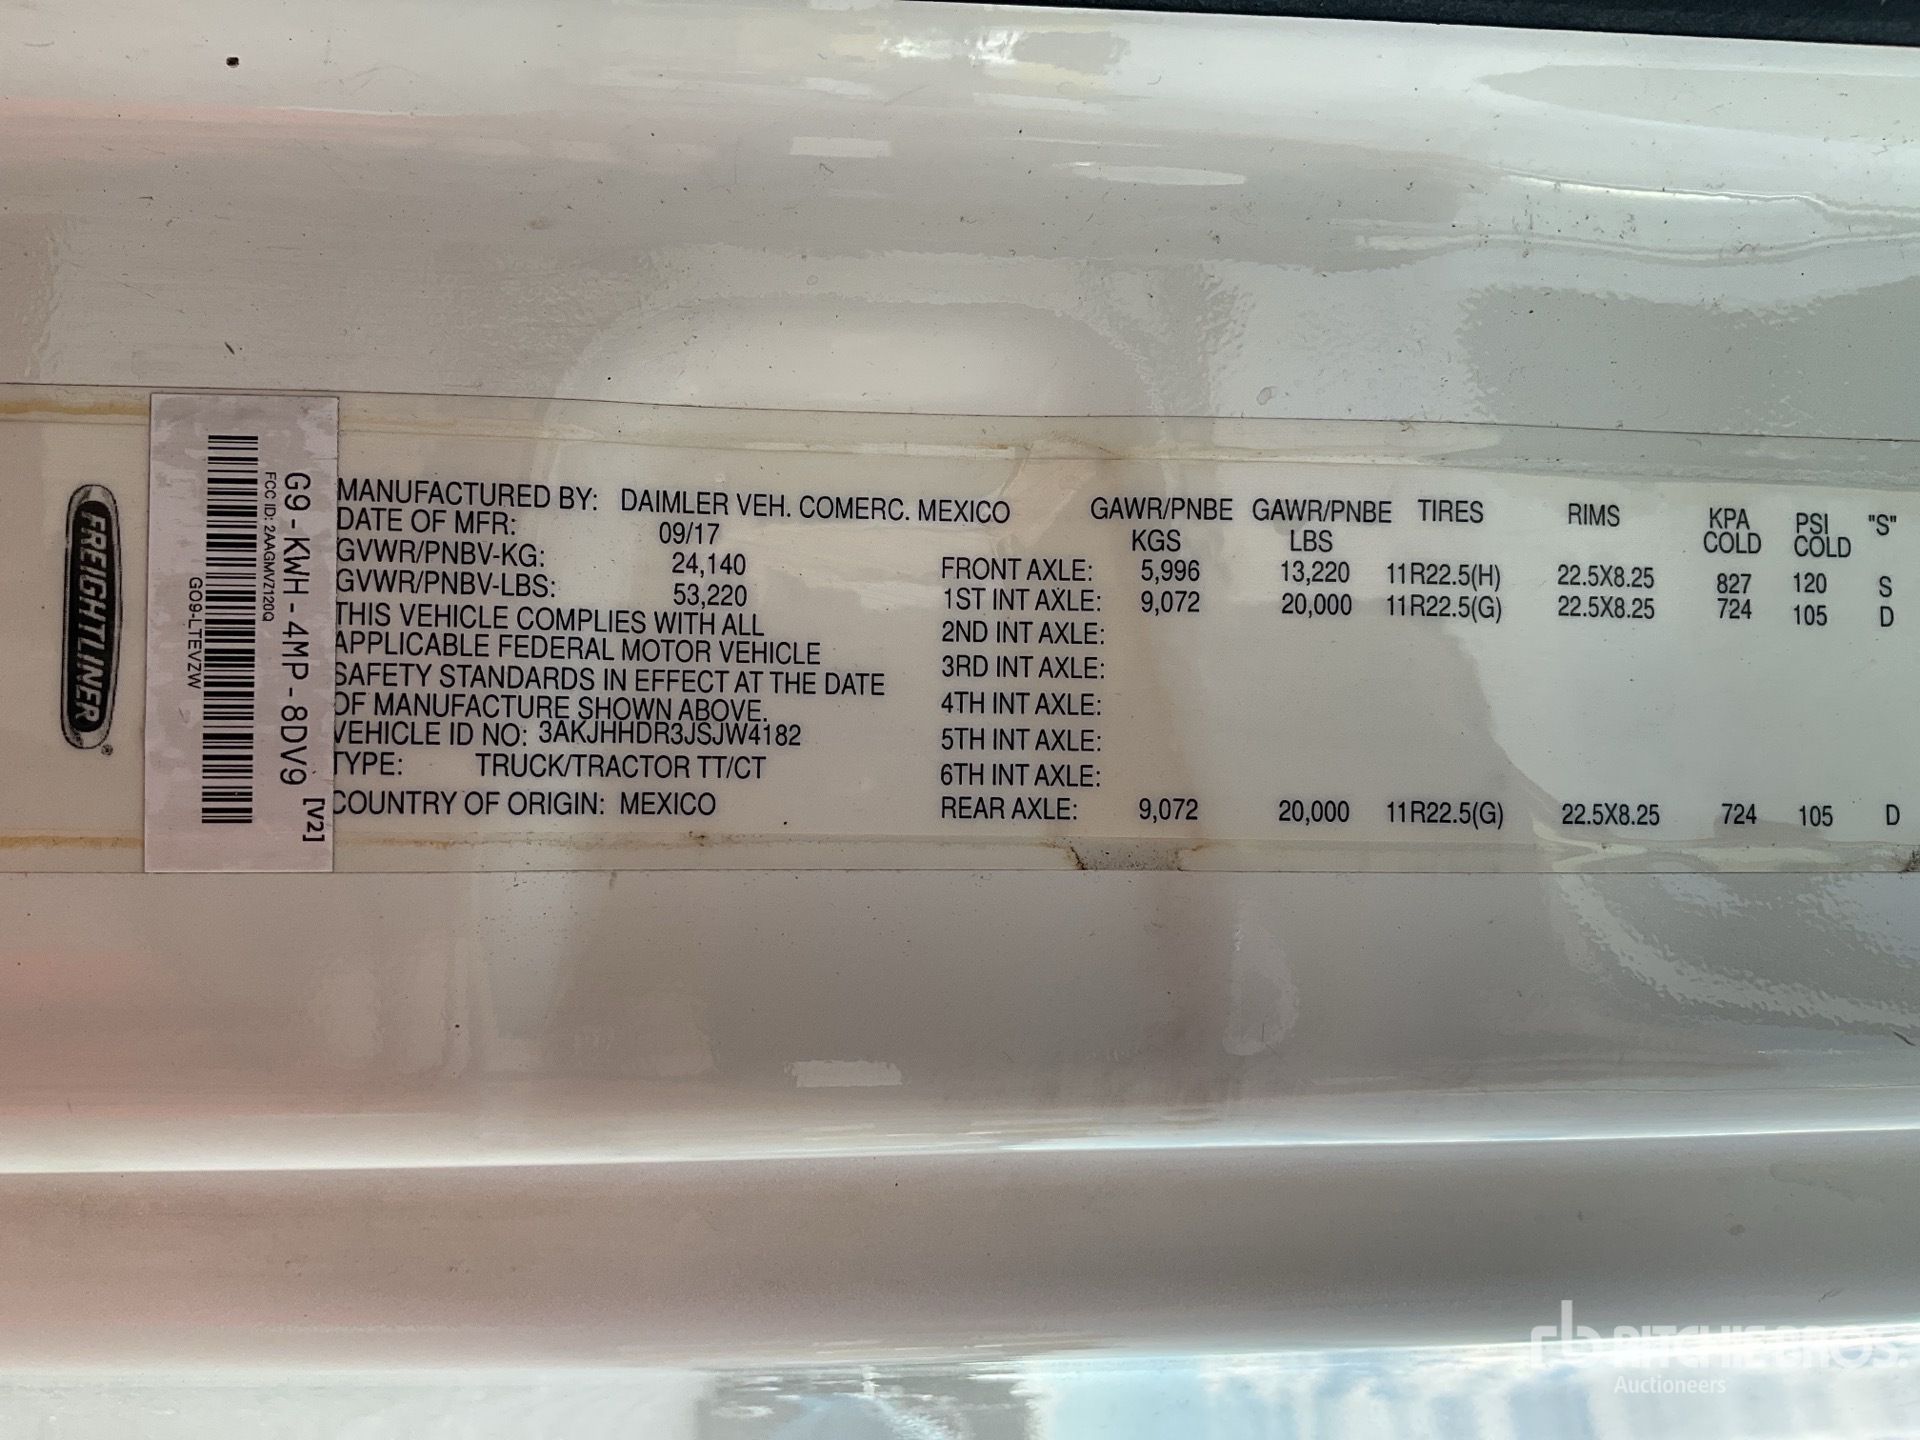 FREIGHTLINER®
G9-KWH-4MP-8DV9 [V2]
FCC ID: 2AAGMVZ120Q
GO9-LTEVZW
MANUFACTURED BY: DAIMLER VEH. COMERC. MEXICO
DATE OF MFR: 09/17
GVWR/PNBV-KG: 24,140
GVWR/PNBV-LBS: 53,220
THIS VEHICLE COMPLIES WITH ALL
APPLICABLE FEDERAL MOTOR VEHICLE
SAFETY STANDARDS IN EFFECT AT THE DATE
OF MANUFACTURE SHOWN ABOVE.
VEHICLE ID NO: 3AKJHHDR3JSJW4182
TYPE: TRUCK/TRACTOR TT/CT
COUNTRY OF ORIGIN: MEXICO
GAWR/PNBE GAWR/PNBE TIRES RIMS KPA PSI "S"
KGS LBS COLD COLD
FRONT AXLE: 5,996 13,220 11R22.5(H) 22.5X8.25 827 120 S
1ST INT AXLE: 9,072 20,000 11R22.5(G) 22.5X8.25 724 105 D
2ND INT AXLE:
3RD INT AXLE:
4TH INT AXLE:
5TH INT AXLE:
6TH INT AXLE:
REAR AXLE: 9,072 20,000 11R22.5(G) 22.5X8.25 724 105 D
rb RITCHIE BROS.
Auctioneers